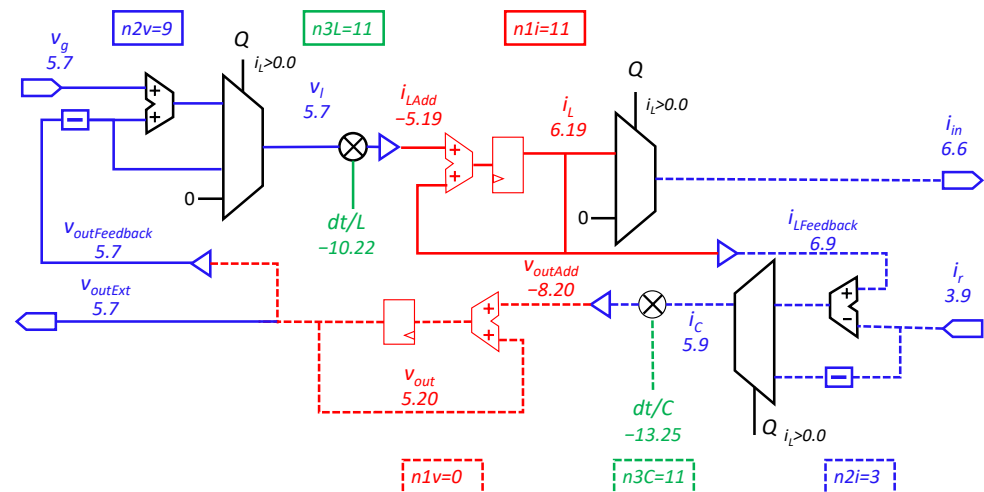 n2v=9
n3L=11
n1i=11
v_g
5.7
Q
i_L>0.0
0
v_l
5.7
dt/L
−10.22
i_LAdd
−5.19
i_L
6.19
Q
i_L>0.0
0
i_in
6.6
v_outFeedback
5.7
v_outExt
5.7
v_outAdd
−8.20
i_LFeedback
6.9
i_r
3.9
i_C
5.9
v_out
5.20
dt/C
−13.25
Q
i_L>0.0
n1v=0
n3C=11
n2i=3